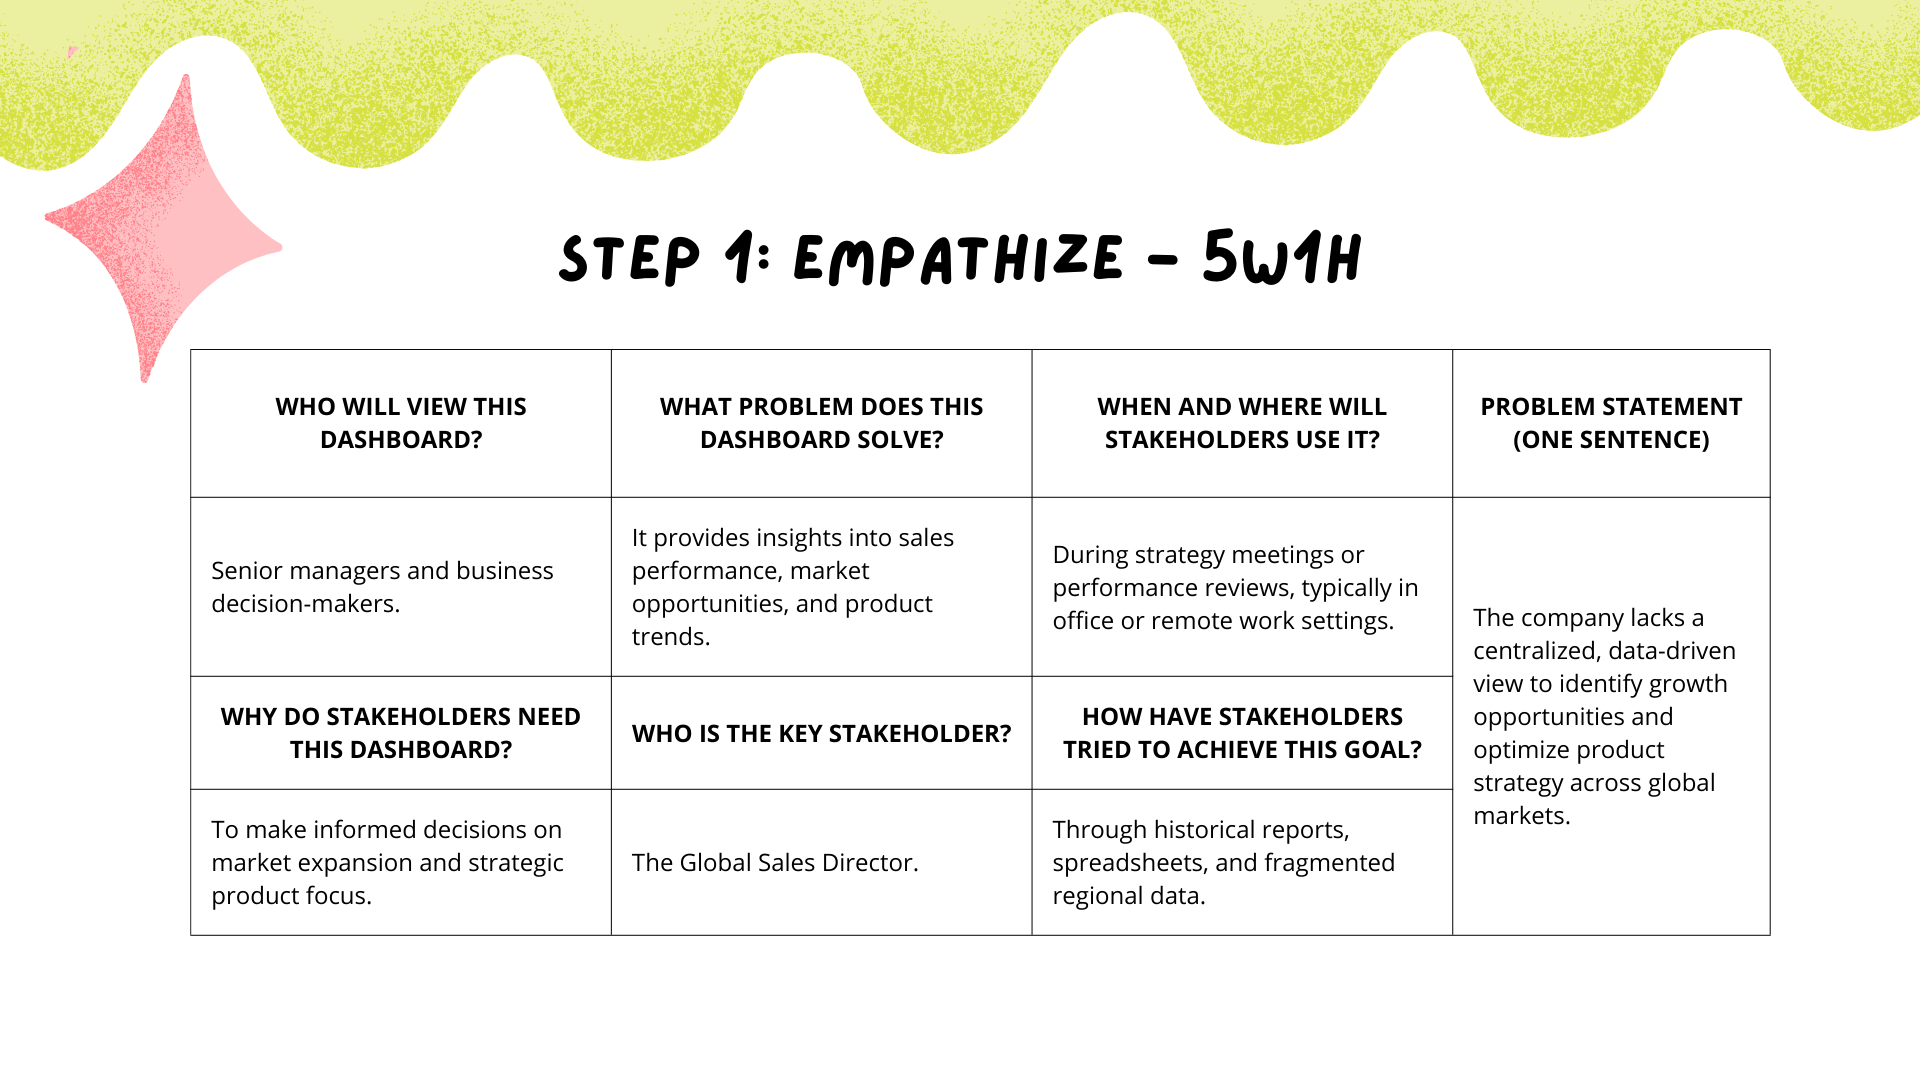 STEP 1: EMPATHIZE - 5W1H
WHO WILL VIEW THIS
DASHBOARD?
WHAT PROBLEM DOES THIS
DASHBOARD SOLVE?
WHEN AND WHERE WILL
STAKEHOLDERS USE IT?
PROBLEM STATEMENT
(ONE SENTENCE)
Senior managers and business
decision-makers.
It provides insights into sales
performance, market
opportunities, and product
trends.
During strategy meetings or
performance reviews, typically in
office or remote work settings.
The company lacks a
centralized, data-driven
view to identify growth
opportunities and
optimize product
strategy across global
markets.
WHY DO STAKEHOLDERS NEED
THIS DASHBOARD?
WHO IS THE KEY STAKEHOLDER?
HOW HAVE STAKEHOLDERS
TRIED TO ACHIEVE THIS GOAL?
To make informed decisions on
market expansion and strategic
product focus.
The Global Sales Director.
Through historical reports,
spreadsheets, and fragmented
regional data.